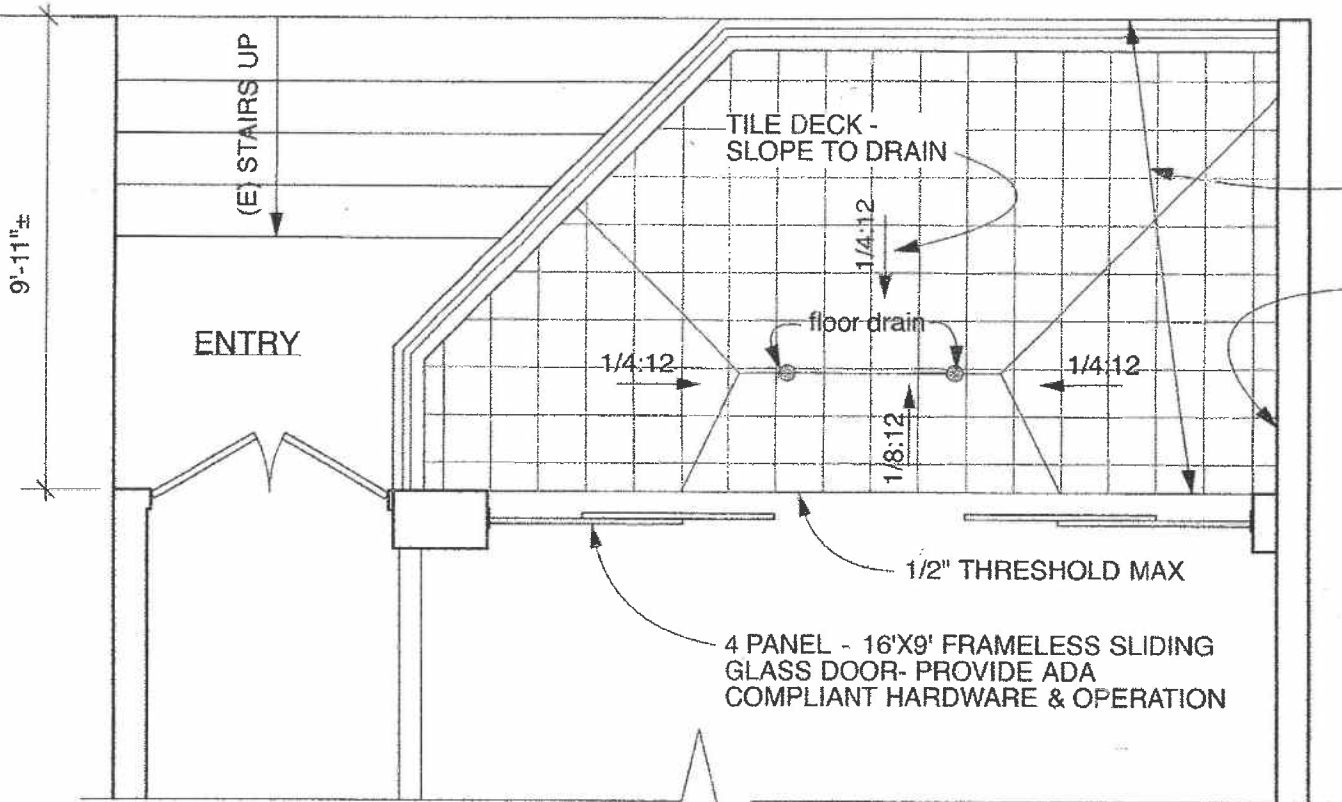 (E) STAIRS UP
9'-11"±
TILE DECK -
SLOPE TO DRAIN
1/4:12
floor drain
ENTRY
1/4:12
1/4:12
1/8:12
1/2" THRESHOLD MAX
4 PANEL - 16'X9' FRAMELESS SLIDING
GLASS DOOR- PROVIDE ADA
COMPLIANT HARDWARE & OPERATION